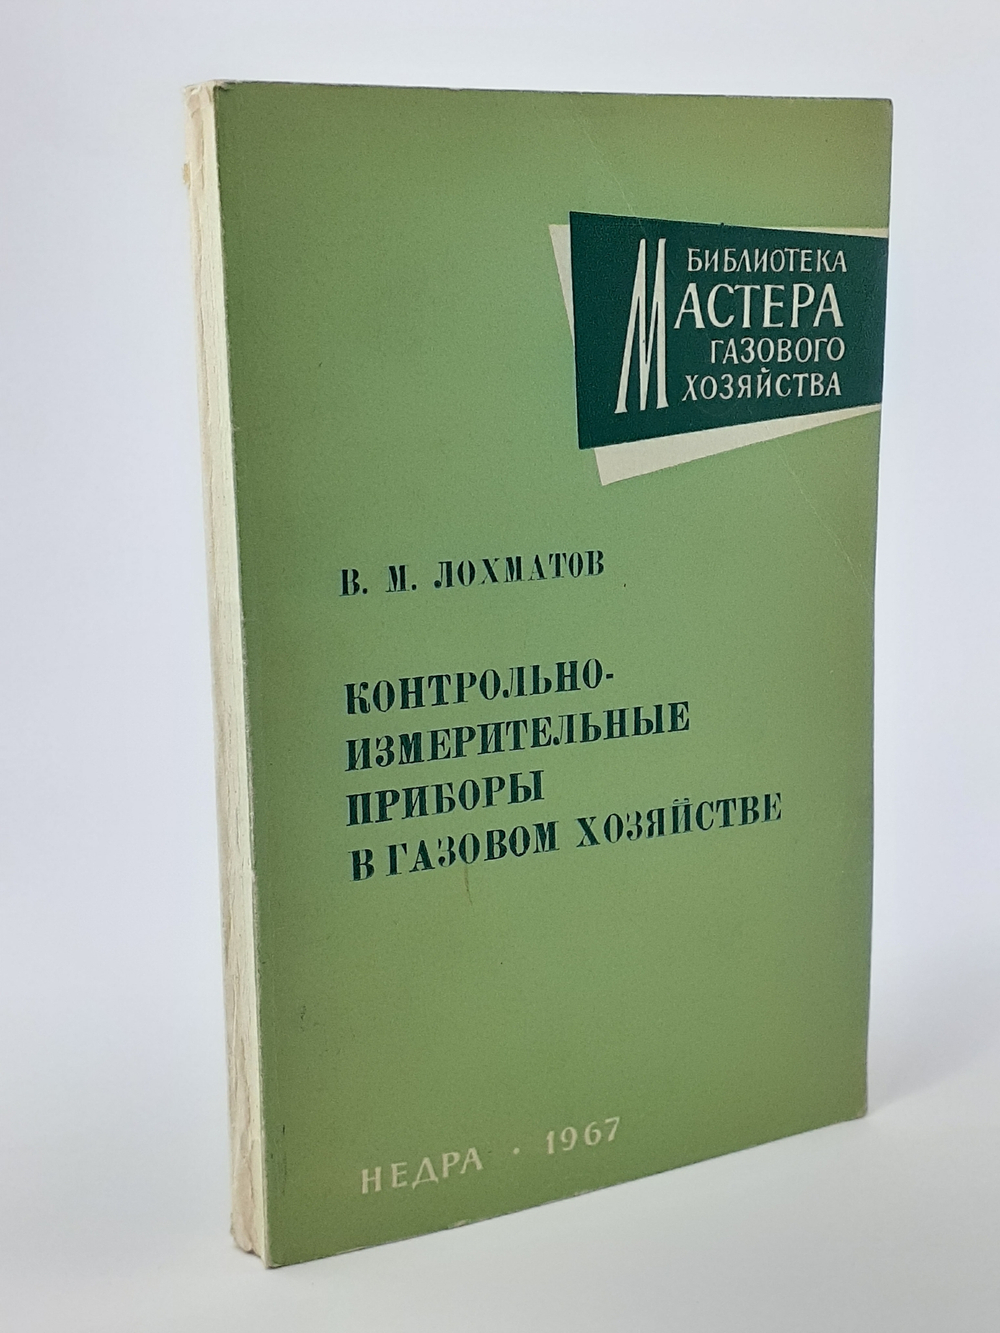 БИБЛИОТЕКА
МАСТЕРА
ГАЗОВОГО
ХОЗЯЙСТВА
В. М. ЛОХМАТОВ
КОНТРОЛЬНО-
ИЗМЕРИТЕЛЬНЫЕ
ПРИБОРЫ
В ГАЗОВОМ ХОЗЯЙСТВЕ
НЕДРА · 1967